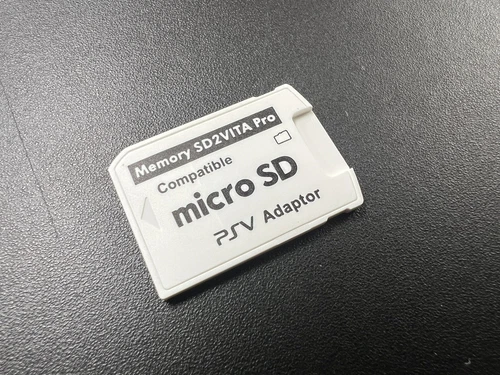 Memory SD2VITA Pro
Compatible
micro SD
PSV Adaptor